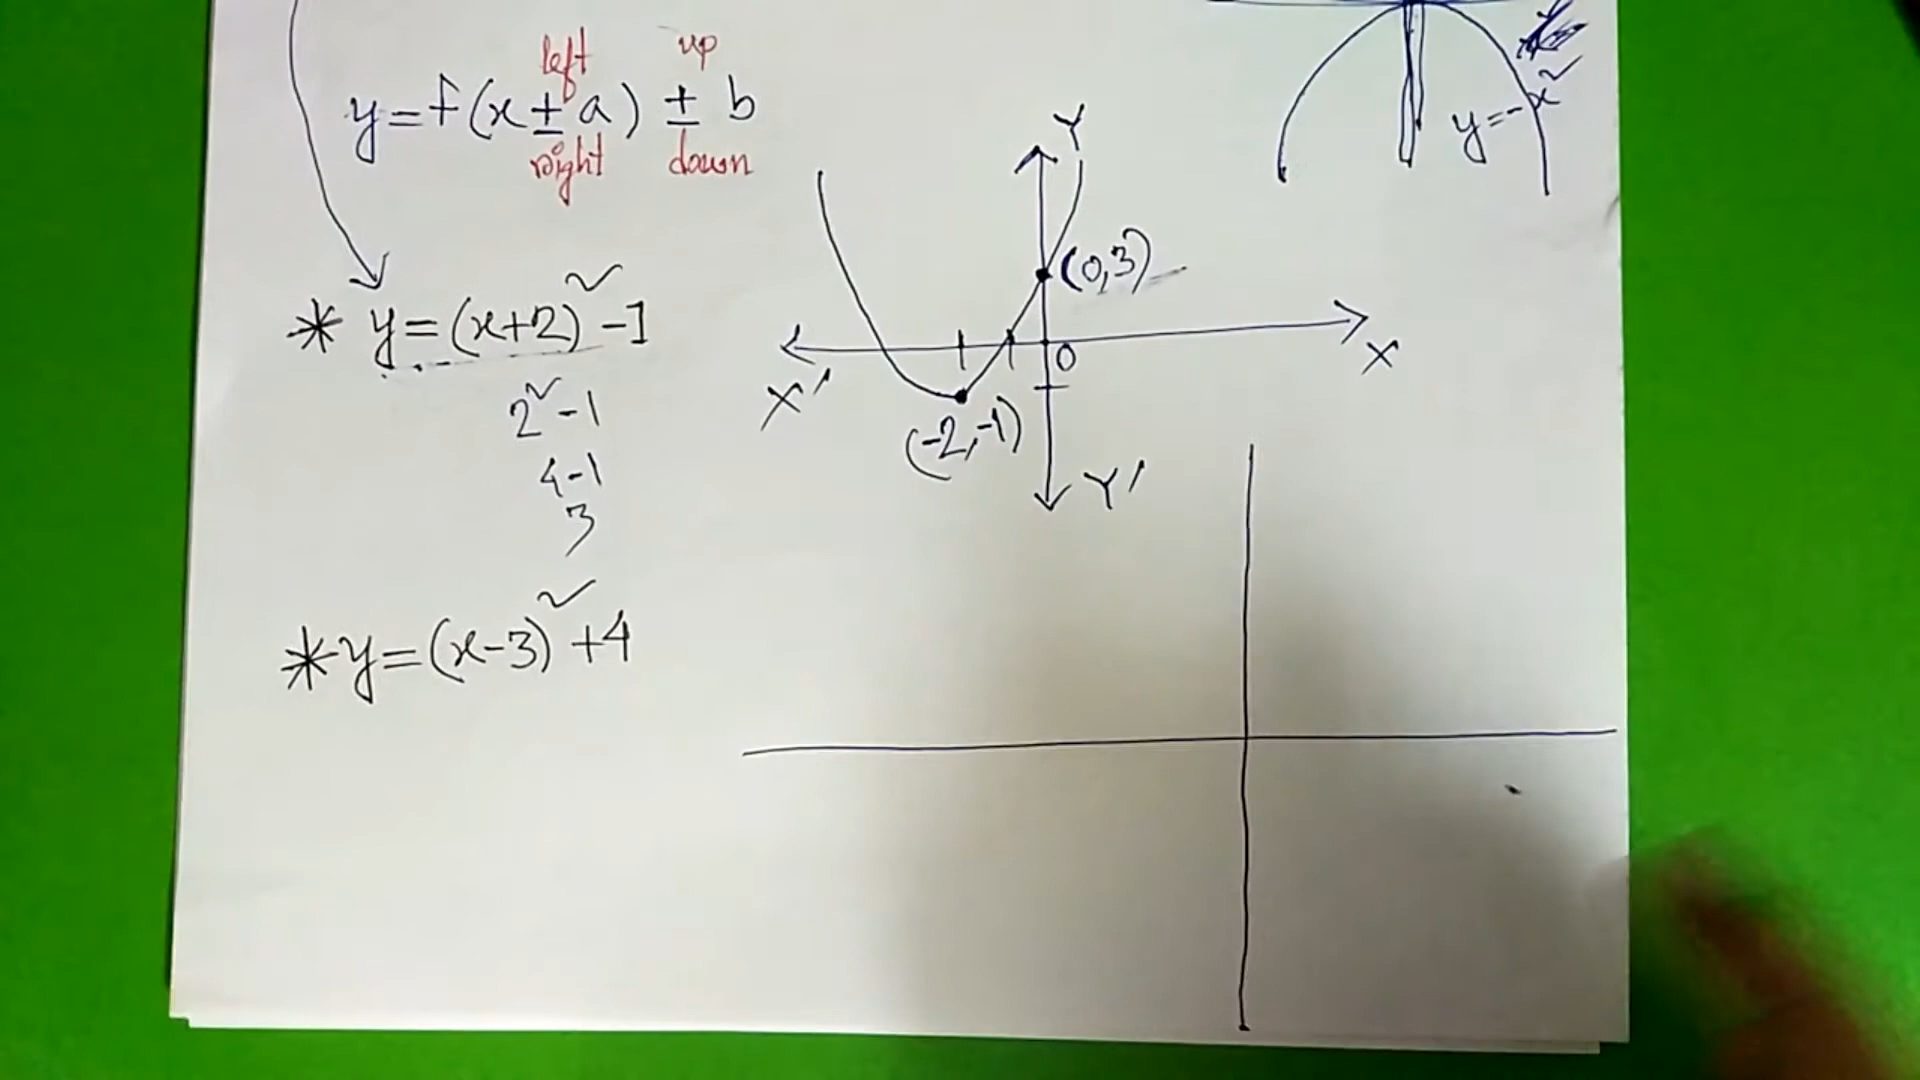 left up
y=f(x±a) ± b
right down
y=-x²
* y=(x+2)²-1
2²-1
4-1
3
*y=(x-3)²+4
Y
(0,3)
X' O X
(-2,-1)
Y'